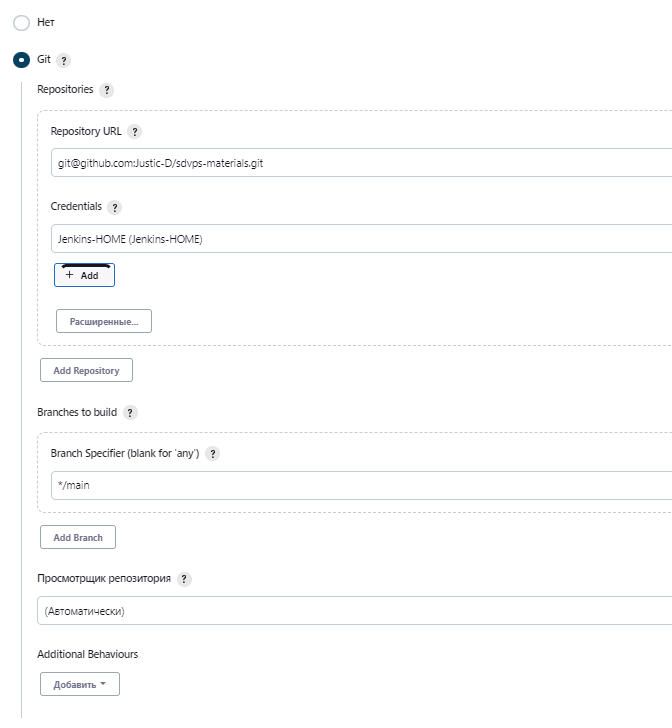 Нет
Git ?
Repositories ?
Repository URL ?
git@github.com:Justic-D/sdvps-materials.git
Credentials ?
Jenkins-HOME (Jenkins-HOME)
+ Add
Расширенные...
Add Repository
Branches to build ?
Branch Specifier (blank for 'any') ?
*/main
Add Branch
Просмотрщик репозитория ?
(Автоматически)
Additional Behaviours
Добавить